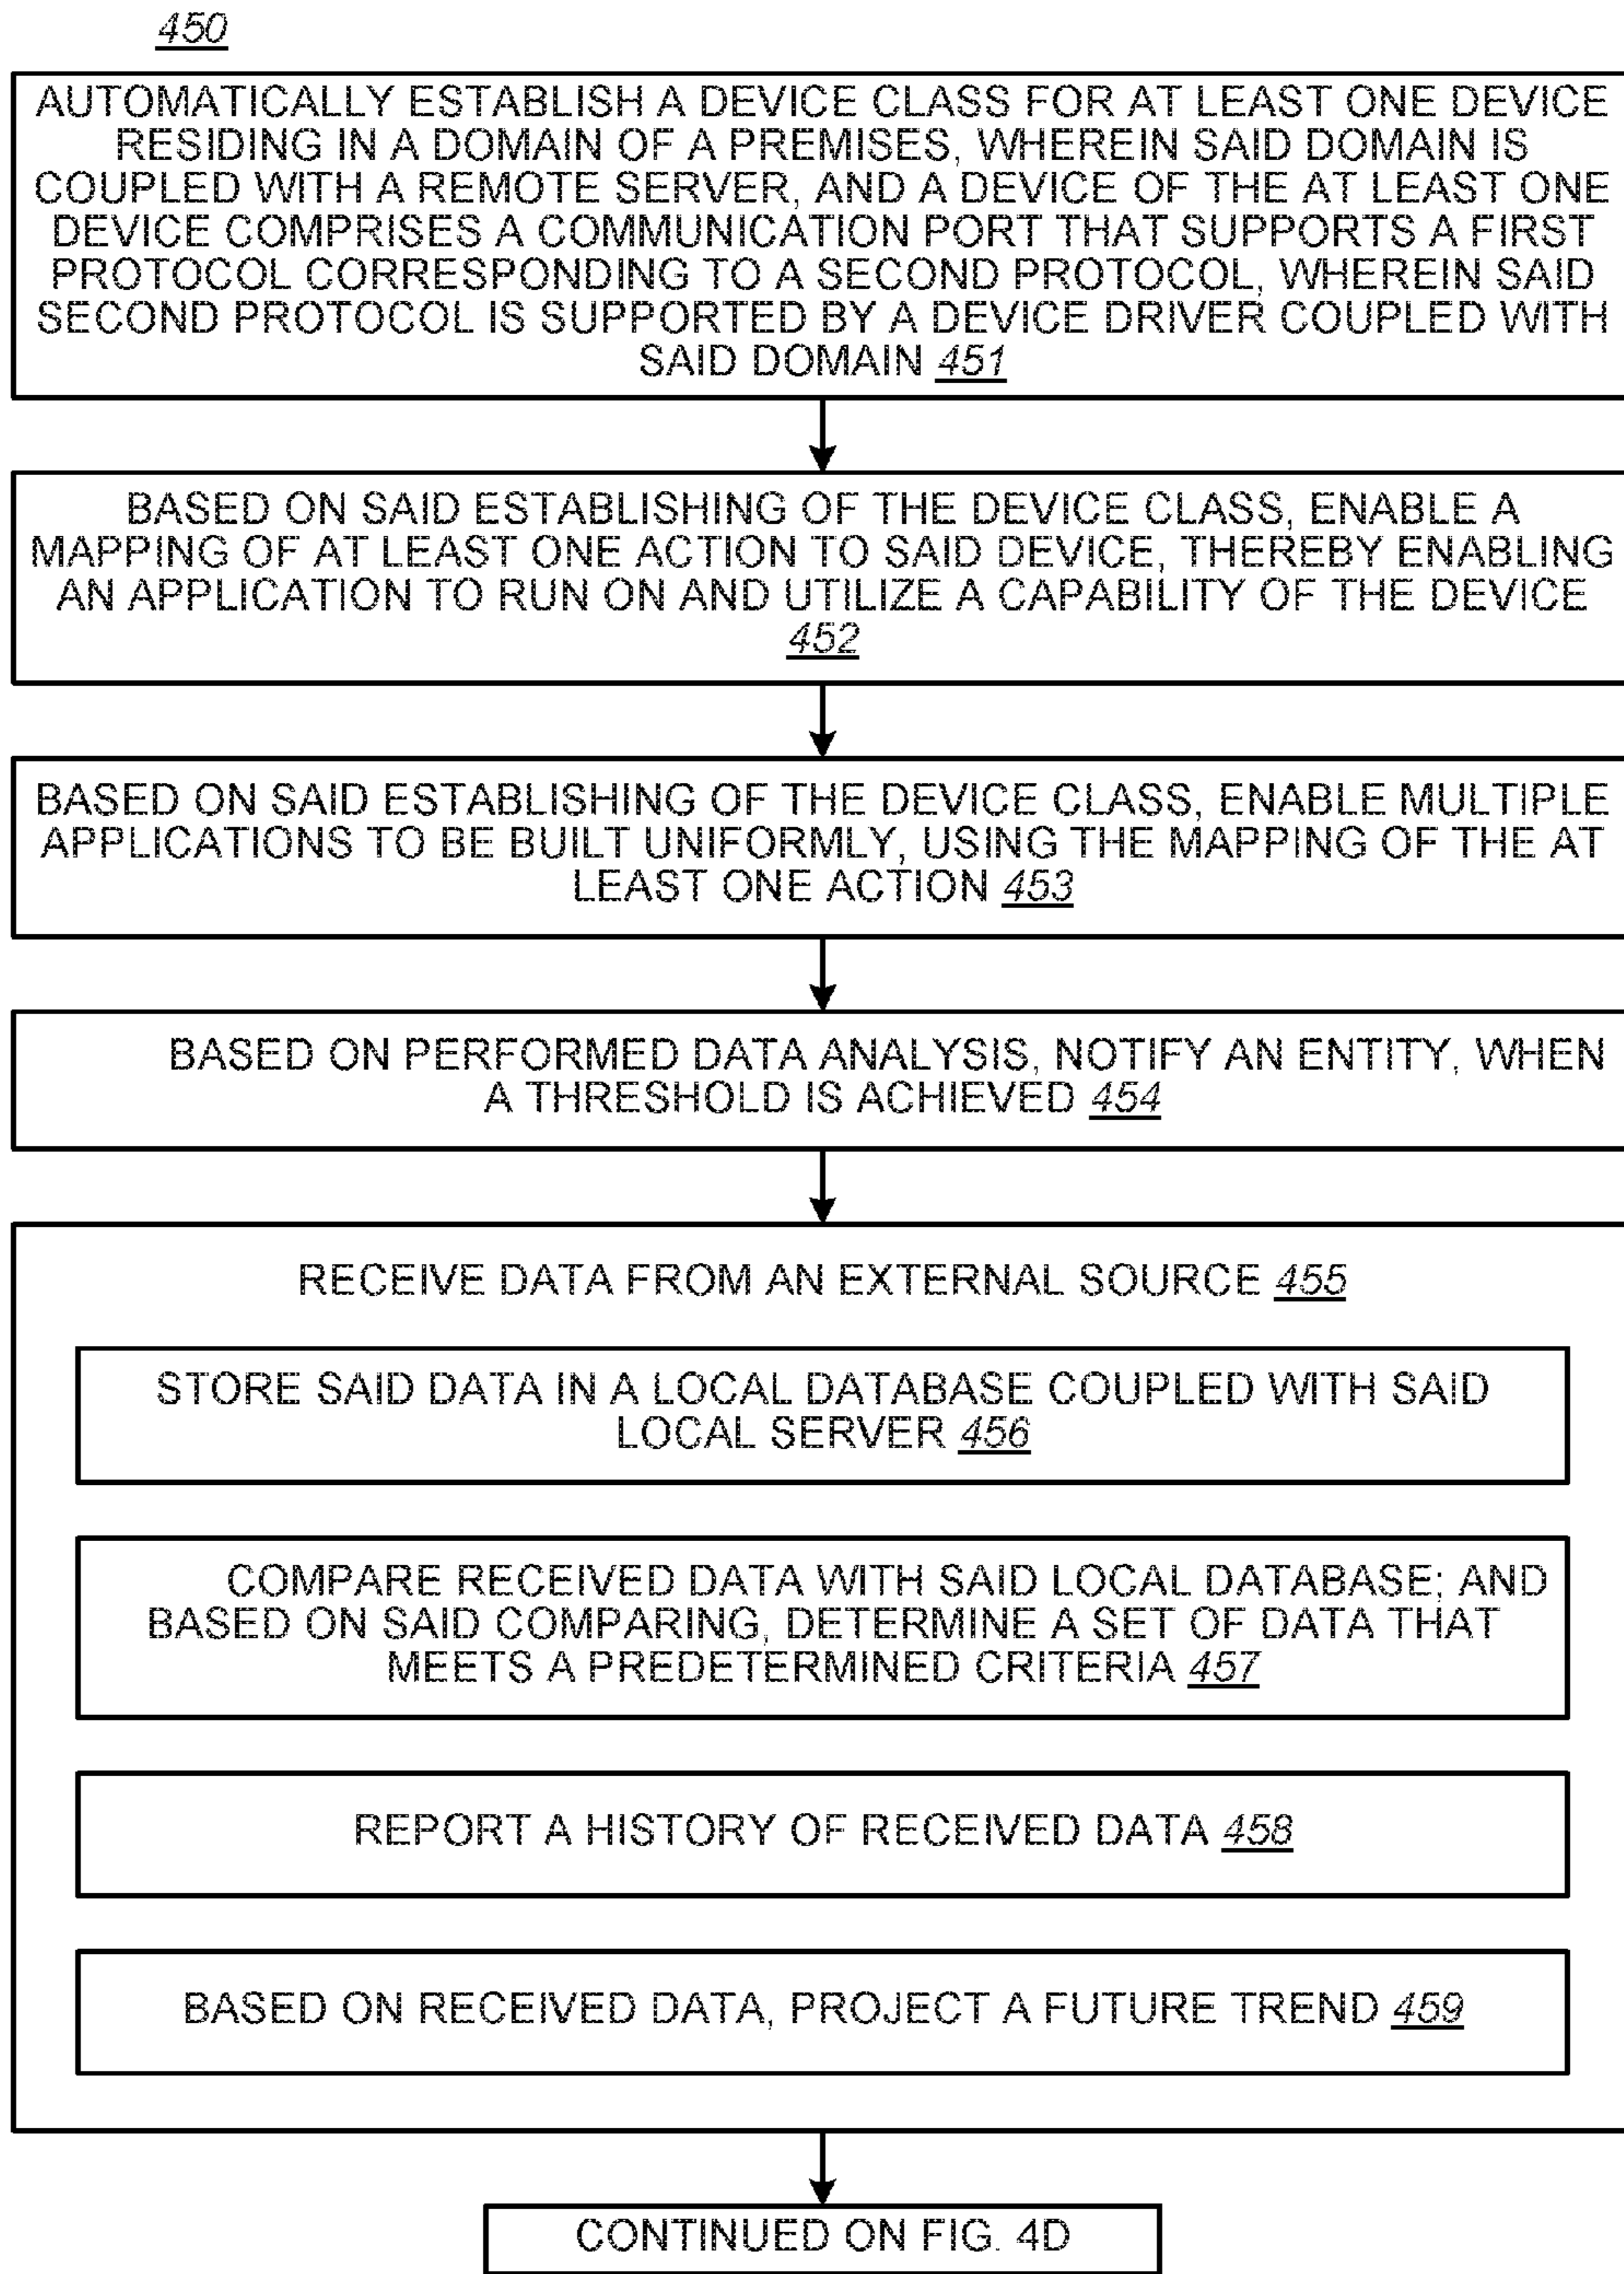 450
AUTOMATICALLY ESTABLISH A DEVICE CLASS FOR AT LEAST ONE DEVICE
RESIDING IN A DOMAIN OF A PREMISES, WHEREIN SAID DOMAIN IS
COUPLED WITH A REMOTE SERVER, AND A DEVICE OF THE AT LEAST ONE
DEVICE COMPRISES A COMMUNICATION PORT THAT SUPPORTS A FIRST
PROTOCOL CORRESPONDING TO A SECOND PROTOCOL, WHEREIN SAID
SECOND PROTOCOL IS SUPPORTED BY A DEVICE DRIVER COUPLED WITH
SAID DOMAIN 451
BASED ON SAID ESTABLISHING OF THE DEVICE CLASS, ENABLE A
MAPPING OF AT LEAST ONE ACTION TO SAID DEVICE, THEREBY ENABLING
AN APPLICATION TO RUN ON AND UTILIZE A CAPABILITY OF THE DEVICE
452
BASED ON SAID ESTABLISHING OF THE DEVICE CLASS, ENABLE MULTIPLE
APPLICATIONS TO BE BUILT UNIFORMLY, USING THE MAPPING OF THE AT
LEAST ONE ACTION 453
BASED ON PERFORMED DATA ANALYSIS, NOTIFY AN ENTITY, WHEN
A THRESHOLD IS ACHIEVED 454
RECEIVE DATA FROM AN EXTERNAL SOURCE 455
STORE SAID DATA IN A LOCAL DATABASE COUPLED WITH SAID
LOCAL SERVER 456
COMPARE RECEIVED DATA WITH SAID LOCAL DATABASE; AND
BASED ON SAID COMPARING, DETERMINE A SET OF DATA THAT
MEETS A PREDETERMINED CRITERIA 457
REPORT A HISTORY OF RECEIVED DATA 458
BASED ON RECEIVED DATA, PROJECT A FUTURE TREND 459
CONTINUED ON FIG. 4D